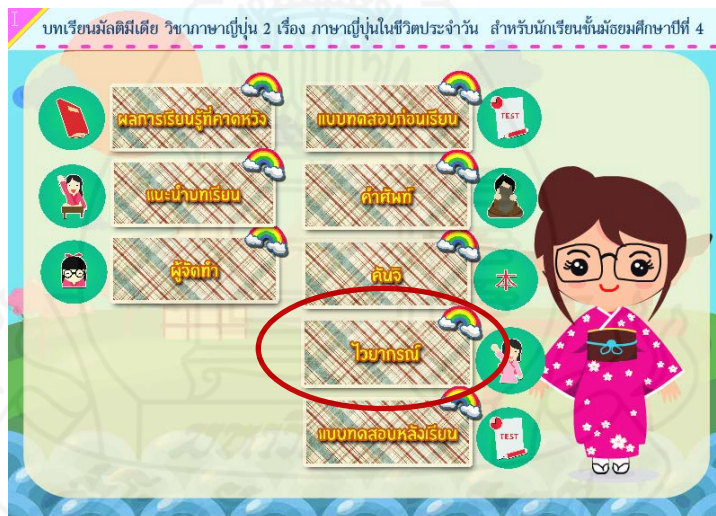 บทเรียนมัลติมีเดีย วิชาภาษาญี่ปุ่น 2 เรื่อง ภาษาญี่ปุ่นในชีวิตประจำวัน สำหรับนักเรียนชั้นมัธยมศึกษาปีที่ 4
ผลการเรียนรู้ที่คาดหวัง
แนะนำบทเรียน
ผู้จัดทำ
แบบทดสอบก่อนเรียน
TEST
คำศัพท์
คันจิ
本
ไวยากรณ์
แบบทดสอบหลังเรียน
TEST